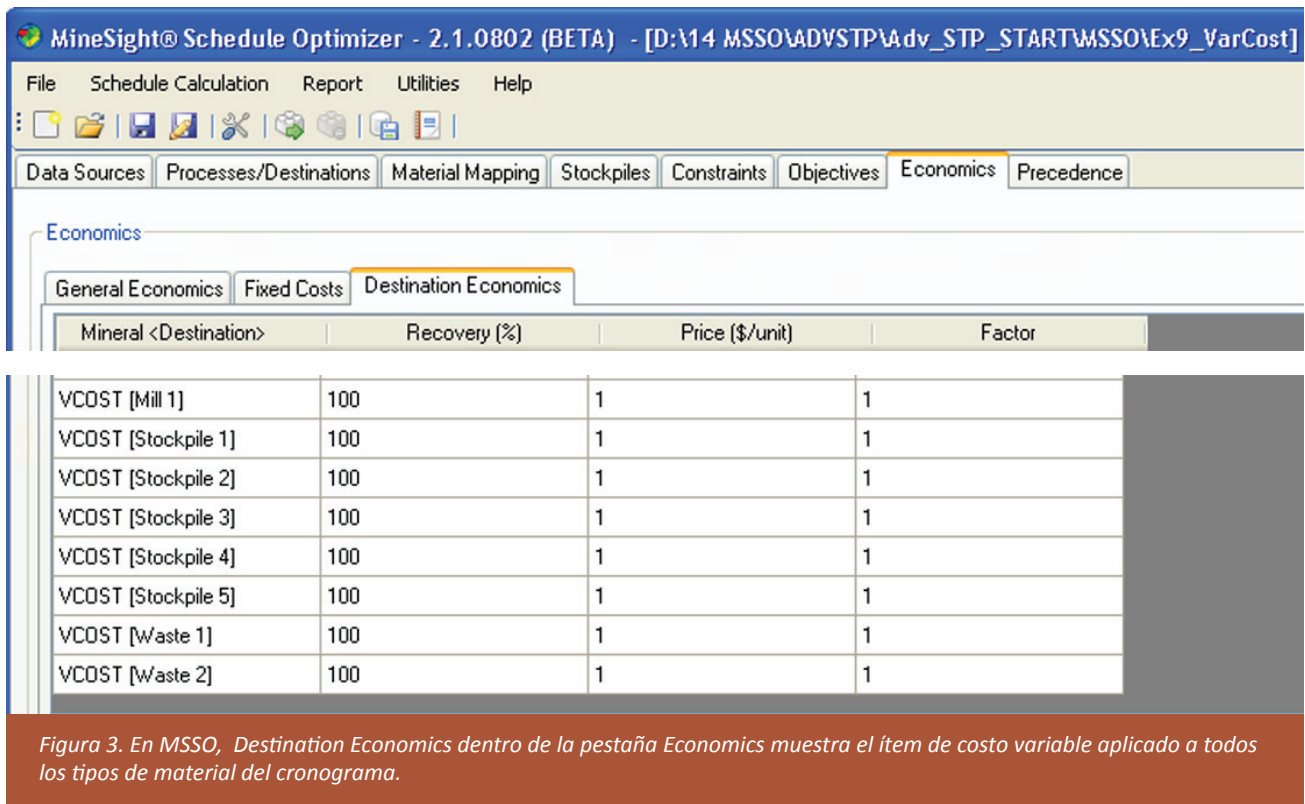 MineSight® Schedule Optimizer - 2.1.0802 (BETA) - [D:\14 MSSO\ADVSTP\Adv_STP_START\MSSO\Ex9_VarCost]
File Schedule Calculation Report Utilities Help
Data Sources Processes/Destinations Material Mapping Stockpiles Constraints Objectives Economics Precedence
Economics
General Economics Fixed Costs Destination Economics
Mineral <Destination> Recovery (%) Price ($/unit) Factor
VCOST [Mill 1] 100 1 1
VCOST [Stockpile 1] 100 1 1
VCOST [Stockpile 2] 100 1 1
VCOST [Stockpile 3] 100 1 1
VCOST [Stockpile 4] 100 1 1
VCOST [Stockpile 5] 100 1 1
VCOST [Waste 1] 100 1 1
VCOST [Waste 2] 100 1 1
Figura 3. En MSSO, Destination Economics dentro de la pestaña Economics muestra el ítem de costo variable aplicado a todos
los tipos de material del cronograma.